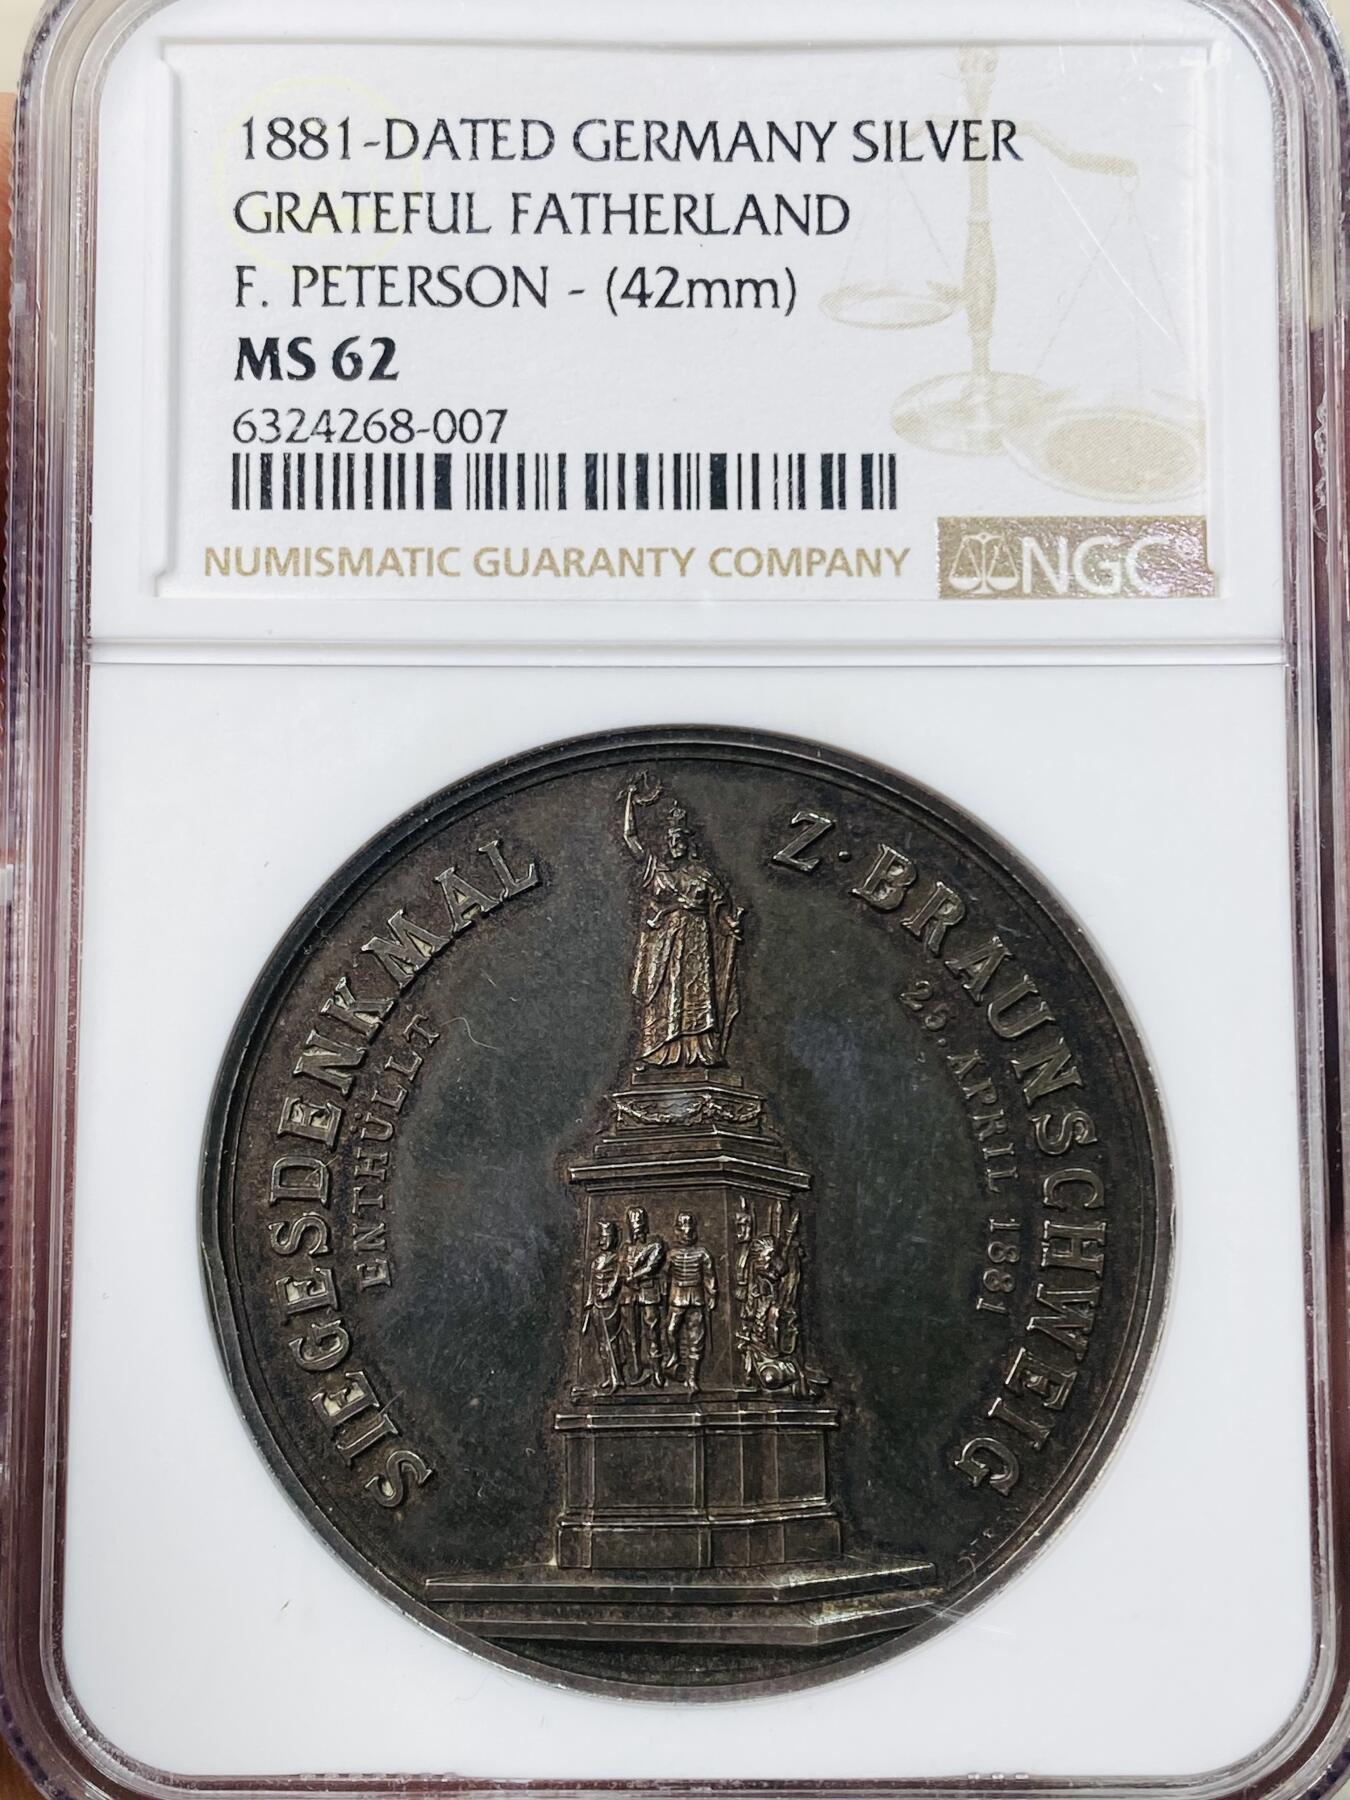 1881-DATED GERMANY SILVER
GRATEFUL FATHERLAND
F. PETERSON - (42mm)
MS 62
6324268-007
NUMISMATIC GUARANTY COMPANY
NGC
SIEGESDENKMAL Z. BRAUNSCHWEIG
ENTHÜLLT 25. APRIL 1881